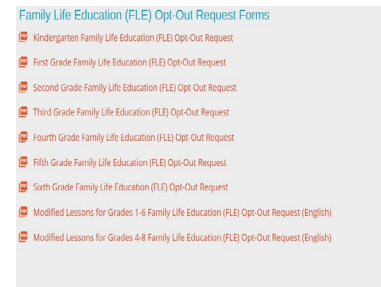 Family Life Education (FLE) Opt-Out Request Forms
Kindergarten Family Life Education (FLE) Opt-Out Request
First Grade Family Life Education (FLE) Opt-Out Request
Second Grade Family Life Education (FLE) Opt-Out Request
Third Grade Family Life Education (FLE) Opt-Out Request
Fourth Grade Family Life Education (FLE) Opt-Out Request
Fifth Grade Family Life Education (FLE) Opt-Out Request
Sixth Grade Family Life Education (FLE) Opt-Out Request
Modified Lessons for Grades 1-6 Family Life Education (FLE) Opt-Out Request (English)
Modified Lessons for Grades 4-8 Family Life Education (FLE) Opt-Out Request (English)